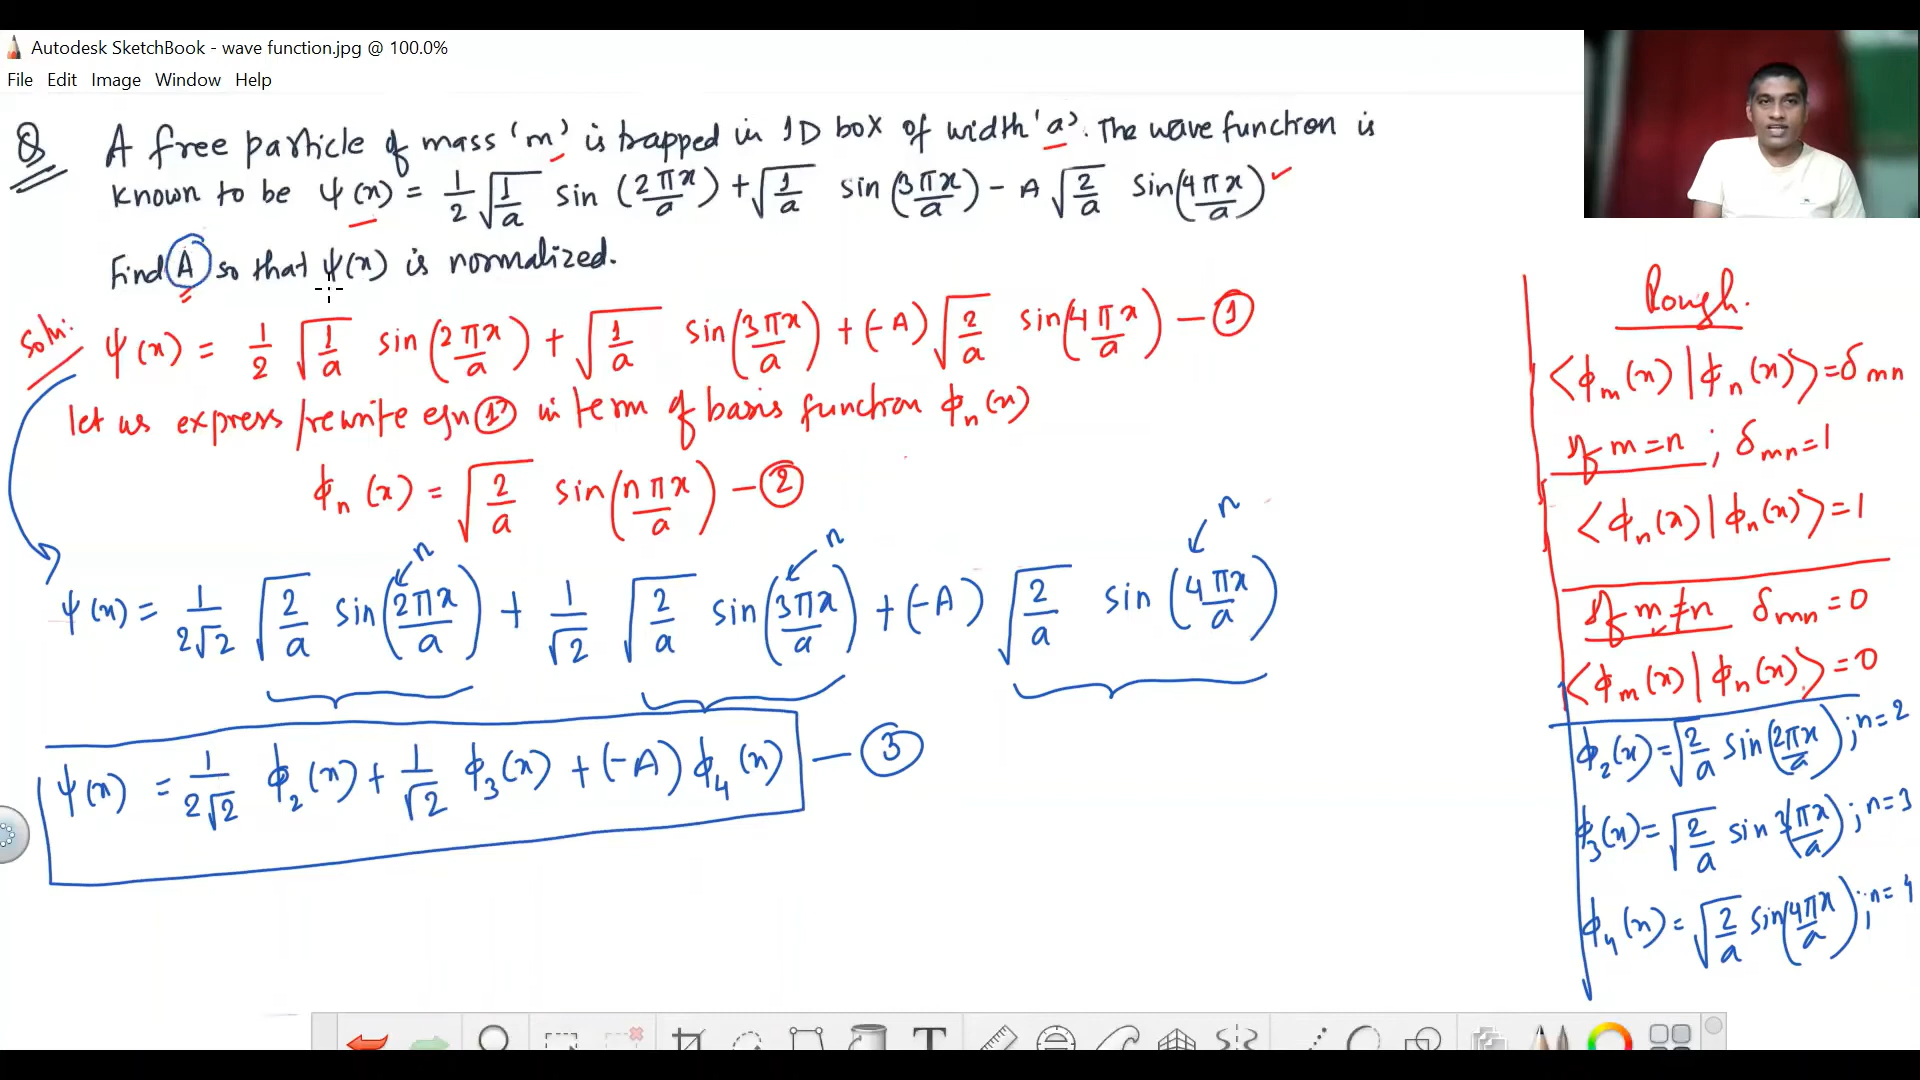 Autodesk SketchBook - wave function.jpg @ 100.0%
File Edit Image Window Help
Q A free particle of mass 'm' is trapped in 1D box of width 'a'. The wave function is
known to be ψ(x) = 1/2 √(1/a) sin (2πx/a) + √(1/a) sin (3πx/a) - A √(2/a) sin(4πx/a)
Find A so that ψ(x) is normalized.
Soln: ψ(x) = 1/2 √(1/a) sin(2πx/a) + √(1/a) sin(3πx/a) + (-A) √(2/a) sin(4πx/a) — ①
let us express/rewrite eqn ① in term of basis function ϕn(x)
ϕn(x) = √(2/a) sin(nπx/a) — ②
n n n
ψ(x) = 1/2√2 √(2/a) sin(2πx/a) + 1/√2 √(2/a) sin(3πx/a) + (-A) √(2/a) sin(4πx/a)
ψ(x) = 1/2√2 ϕ2(x) + 1/√2 ϕ3(x) + (-A) ϕ4(x) — ③
Rough.
<ϕm(x)|ϕn(x)> = δmn
If m=n ; δmn=1
<ϕn(x)|ϕn(x)> = 1
If m≠n δmn=0
<ϕm(x)|ϕn(x)> = 0
ϕ2(x) = √(2/a) sin(2πx/a) ; n=2
ϕ3(x) = √(2/a) sin 3(πx/a) ; n=3
ϕ4(x) = √(2/a) sin(4πx/a) ; n=4
T